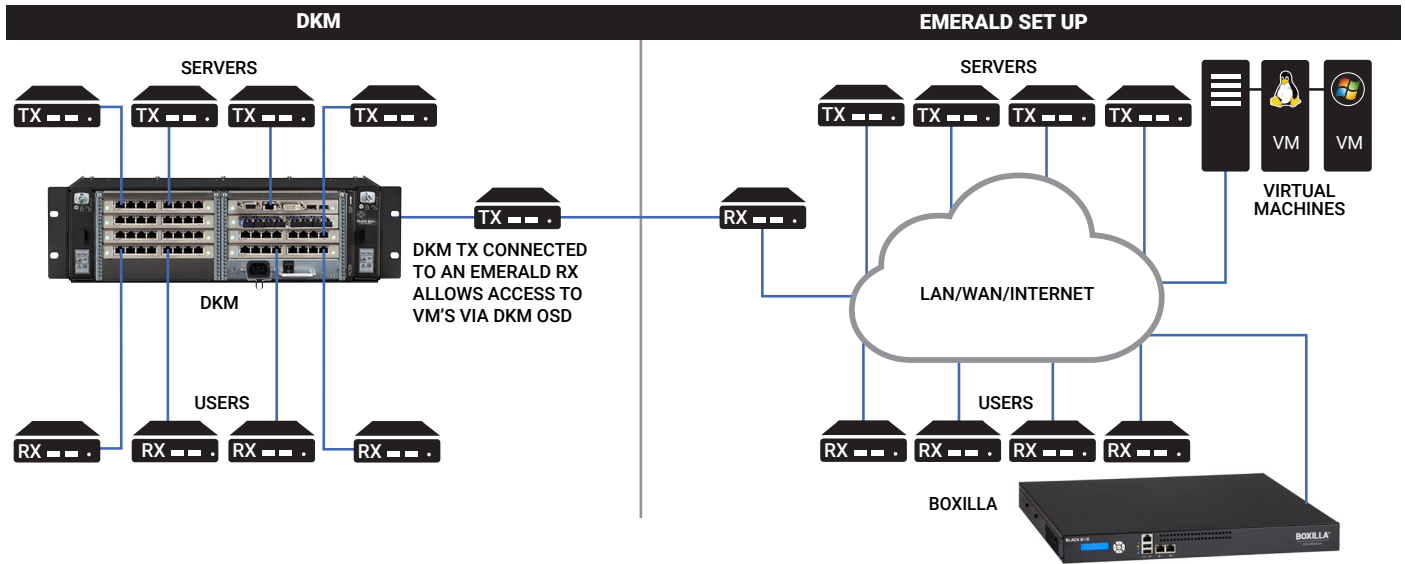 DKM
SERVERS
TX
TX
TX
TX
DKM
TX
DKM TX CONNECTED
TO AN EMERALD RX
ALLOWS ACCESS TO
VM'S VIA DKM OSD
USERS
RX
RX
RX
RX
EMERALD SET UP
SERVERS
TX
TX
TX
TX
VM
VM
VIRTUAL
MACHINES
RX
LAN/WAN/INTERNET
USERS
RX
RX
RX
RX
BOXILLA
BLACK BOX
BOXILLA